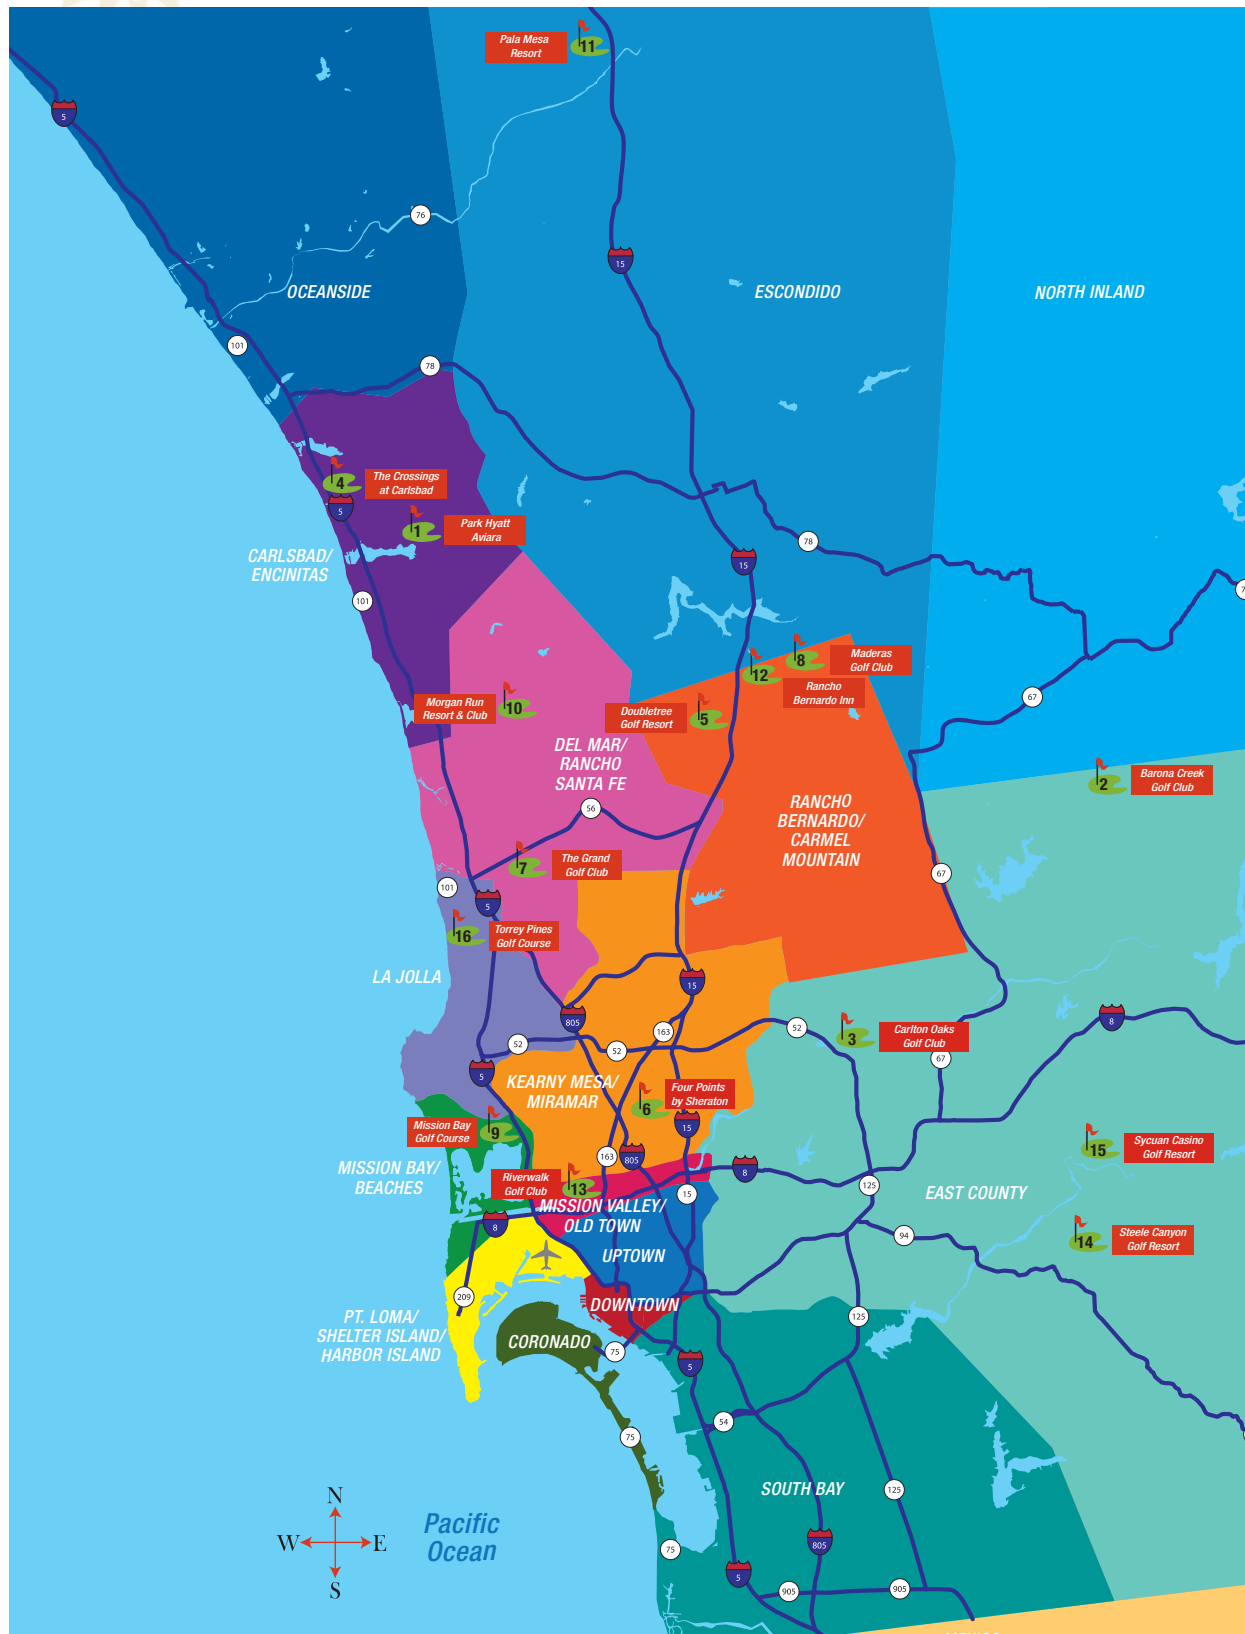 Pala Mesa
Resort
11
5
76
15
OCEANSIDE
ESCONDIDO
NORTH INLAND
101
78
4
The Crossings
at Carlsbad
5
1
Park Hyatt
Aviara
CARLSBAD/
ENCINITAS
78
15
101
8
Maderas
Golf Club
12
Rancho
Bernardo Inn
67
Morgan Run
Resort & Club
10
Doubletree
Golf Resort
5
DEL MAR/
RANCHO
SANTA FE
2
Barona Creek
Golf Club
56
RANCHO
BERNARDO/
CARMEL
MOUNTAIN
7
The Grand
Golf Club
67
101
5
16
Torrey Pines
Golf Course
LA JOLLA
15
805
163
52
52
52
3
Carlton Oaks
Golf Club
8
67
5
KEARNY MESA/
MIRAMAR
6
Four Points
by Sheraton
15
Mission Bay
Golf Course
9
15
Sycuan Casino
Golf Resort
163
805
8
MISSION BAY/
BEACHES
Riverwalk
Golf Club
13
15
125
EAST COUNTY
MISSION VALLEY/
OLD TOWN
8
94
14
Steele Canyon
Golf Resort
UPTOWN
209
DOWNTOWN
125
PT. LOMA/
SHELTER ISLAND/
HARBOR ISLAND
CORONADO
75
5
54
75
SOUTH BAY
125
N
W
E
S
Pacific
Ocean
75
805
5
905
905